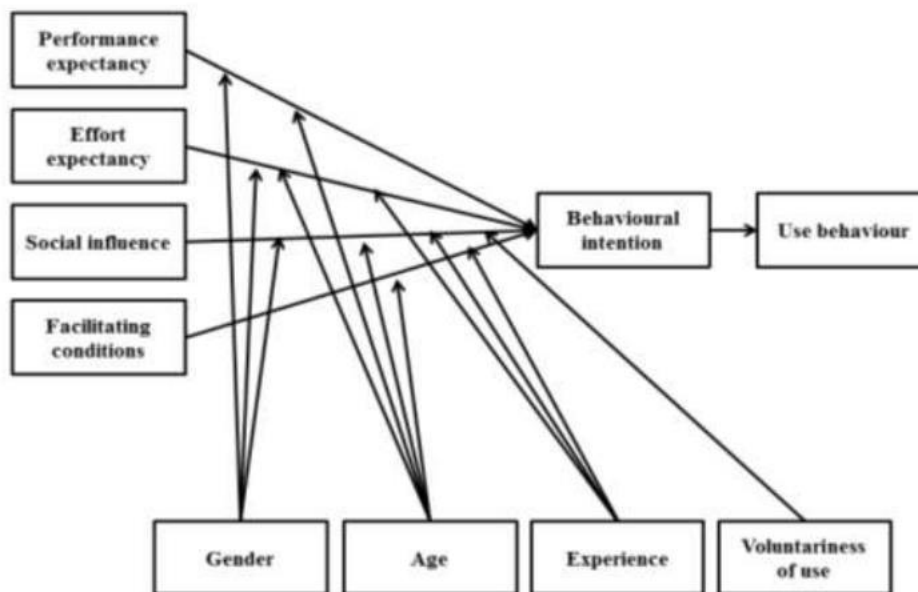 Performance
expectancy
Effort
expectancy
Social influence
Facilitating
conditions
Behavioural
intention
Use behaviour
Gender
Age
Experience
Voluntariness
of use